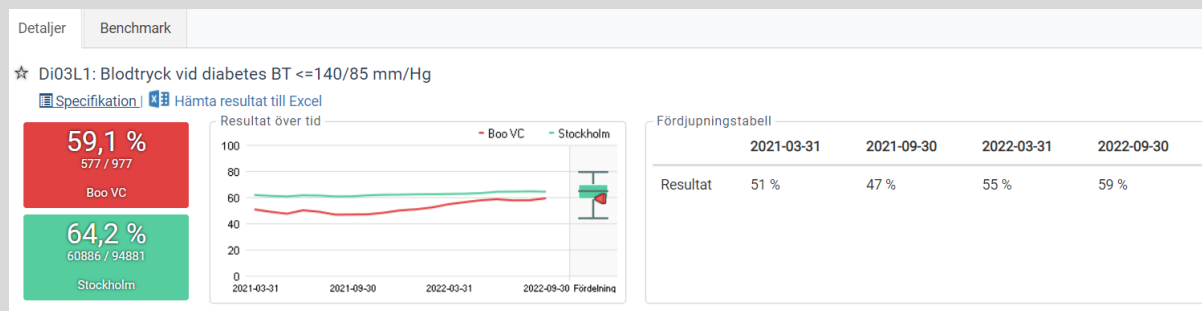 Detaljer
Benchmark
Di03L1: Blodtryck vid diabetes BT <=140/85 mm/Hg
Specifikation | Hämta resultat till Excel
59,1 %
577 / 977
Boo VC
64,2 %
60886 / 94881
Stockholm
Resultat över tid
Boo VC Stockholm
100
80
60
40
20
0
2021-03-31 2021-09-30 2022-03-31 2022-09-30 Fördelning
Fördjupningstabell
2021-03-31 2021-09-30 2022-03-31 2022-09-30
Resultat 51 % 47 % 55 % 59 %